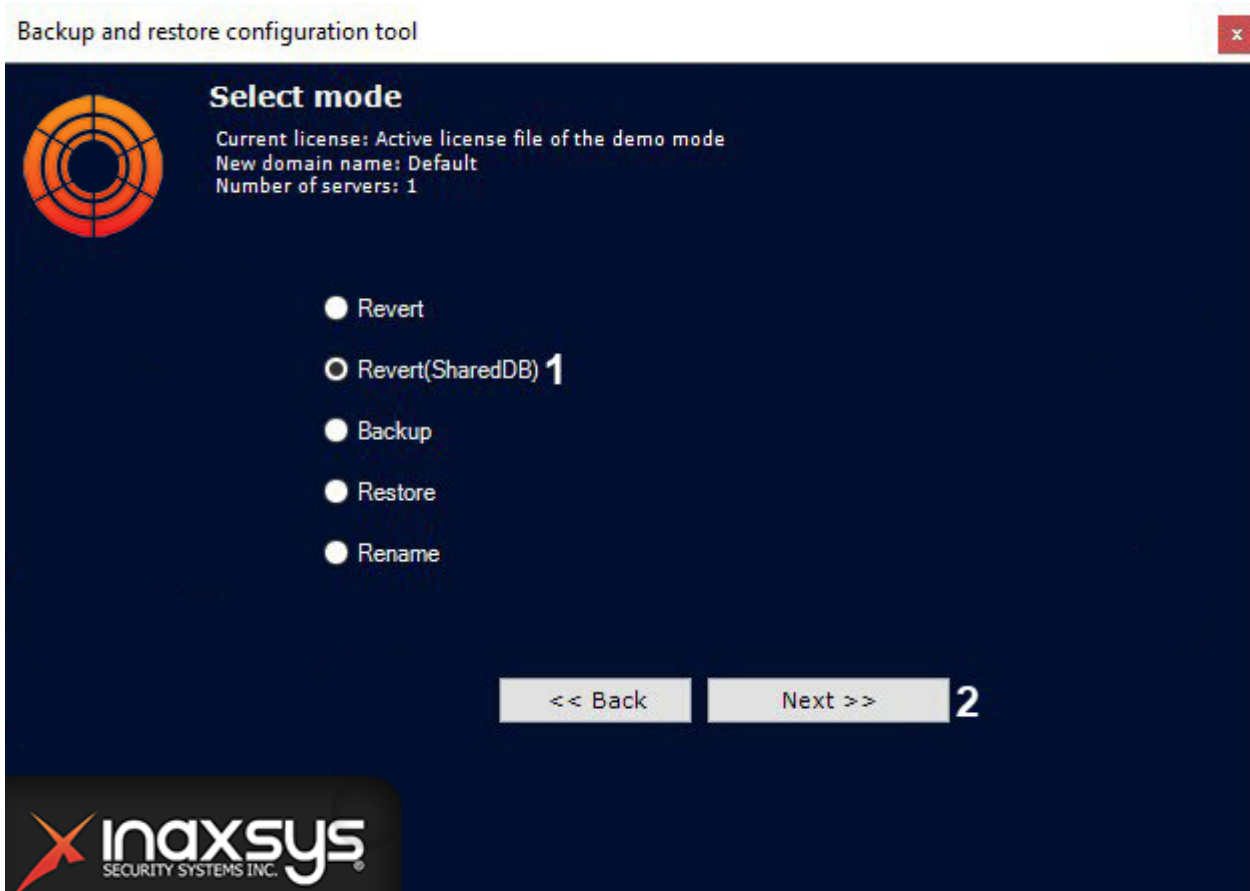 Backup and restore configuration tool
x
Select mode
Current license: Active license file of the demo mode
New domain name: Default
Number of servers: 1
Revert
Revert(SharedDB) 1
Backup
Restore
Rename
<< Back
Next >> 2
inaxsys
SECURITY SYSTEMS INC. ®